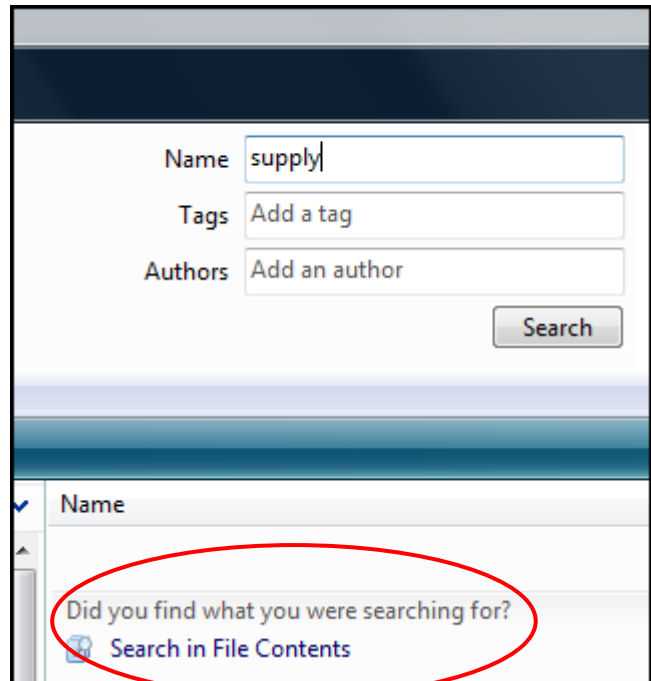 Name supply
Tags Add a tag
Authors Add an author
Search
Name
Did you find what you were searching for?
Search in File Contents